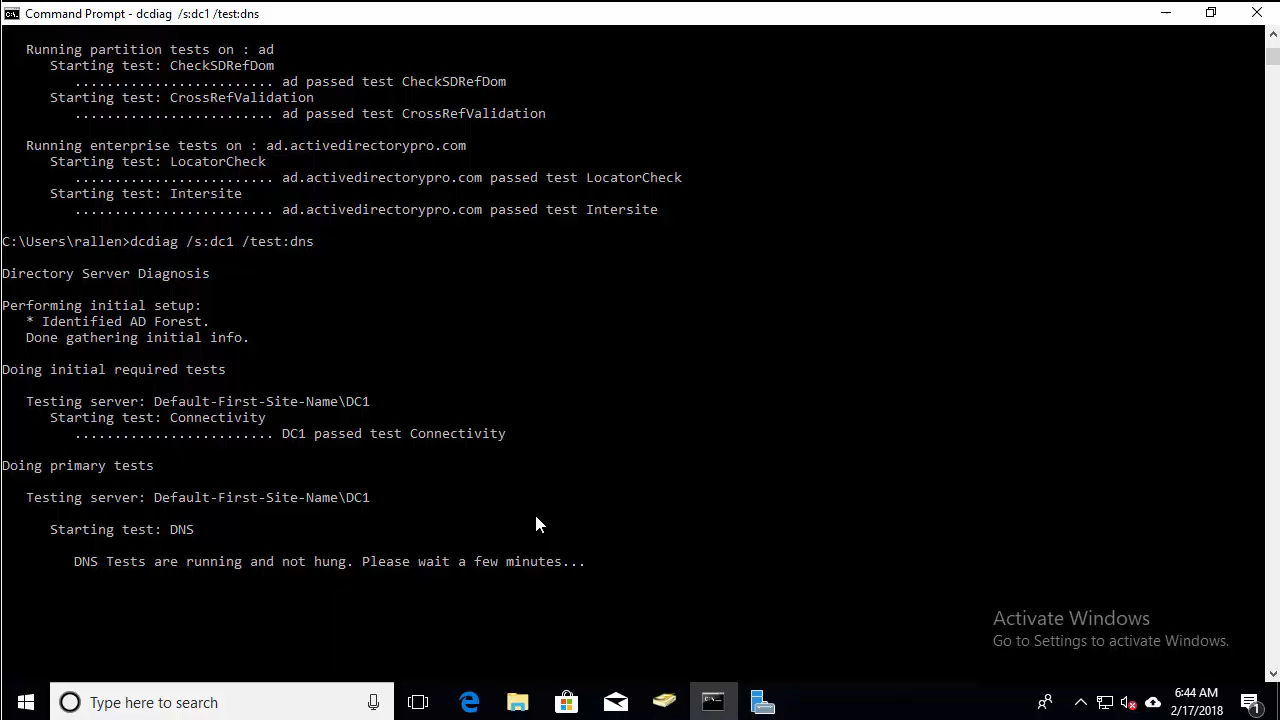 Command Prompt - dcdiag  /s:dc1 /test:dns
Running partition tests on : ad
Starting test: CheckSDRefDom
......................... ad passed test CheckSDRefDom
Starting test: CrossRefValidation
......................... ad passed test CrossRefValidation
Running enterprise tests on : ad.activedirectorypro.com
Starting test: LocatorCheck
......................... ad.activedirectorypro.com passed test LocatorCheck
Starting test: Intersite
......................... ad.activedirectorypro.com passed test Intersite
C:\Users\rallen>dcdiag /s:dc1 /test:dns
Directory Server Diagnosis
Performing initial setup:
* Identified AD Forest.
Done gathering initial info.
Doing initial required tests
Testing server: Default-First-Site-Name\DC1
Starting test: Connectivity
......................... DC1 passed test Connectivity
Doing primary tests
Testing server: Default-First-Site-Name\DC1
Starting test: DNS
DNS Tests are running and not hung. Please wait a few minutes...
Activate Windows
Go to Settings to activate Windows.
Type here to search
6:44 AM
2/17/2018
1